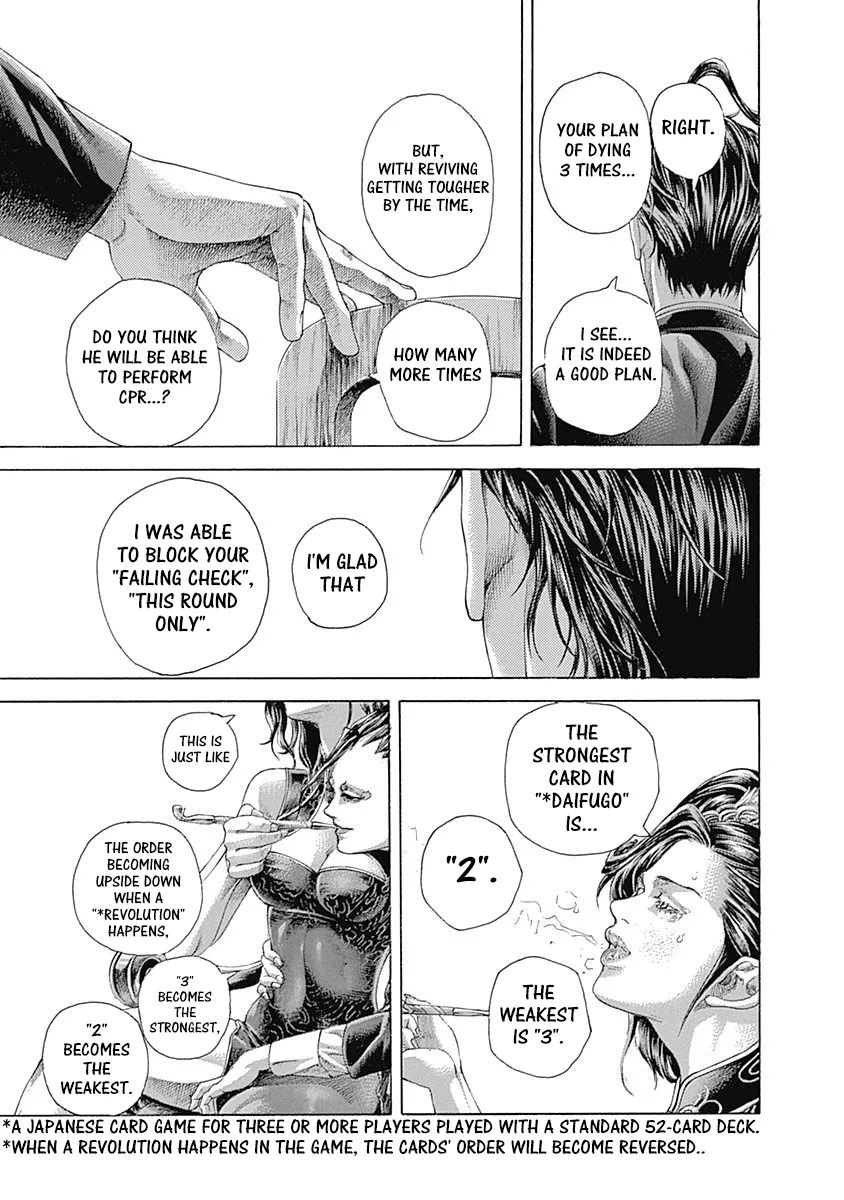 RIGHT.
YOUR PLAN
OF DYING
3 TIMES...
I SEE...
IT IS INDEED
A GOOD PLAN.
BUT,
WITH REVIVING
GETTING TOUGHER
BY THE TIME,
HOW MANY
MORE TIMES
DO YOU THINK
HE WILL BE ABLE
TO PERFORM
CPR...?
I'M GLAD
THAT
I WAS ABLE
TO BLOCK YOUR
"FAILING CHECK",
"THIS ROUND
ONLY".
THE
STRONGEST
CARD IN
"*DAIFUGO"
IS...
"2".
THE
WEAKEST
IS "3".
THIS IS
JUST LIKE
THE ORDER
BECOMING
UPSIDE DOWN
WHEN A
"*REVOLUTION"
HAPPENS,
"3"
BECOMES
THE
STRONGEST,
"2"
BECOMES
THE
WEAKEST.
*A JAPANESE CARD GAME FOR THREE OR MORE PLAYERS PLAYED WITH A STANDARD 52-CARD DECK.
*WHEN A REVOLUTION HAPPENS IN THE GAME, THE CARDS' ORDER WILL BECOME REVERSED..